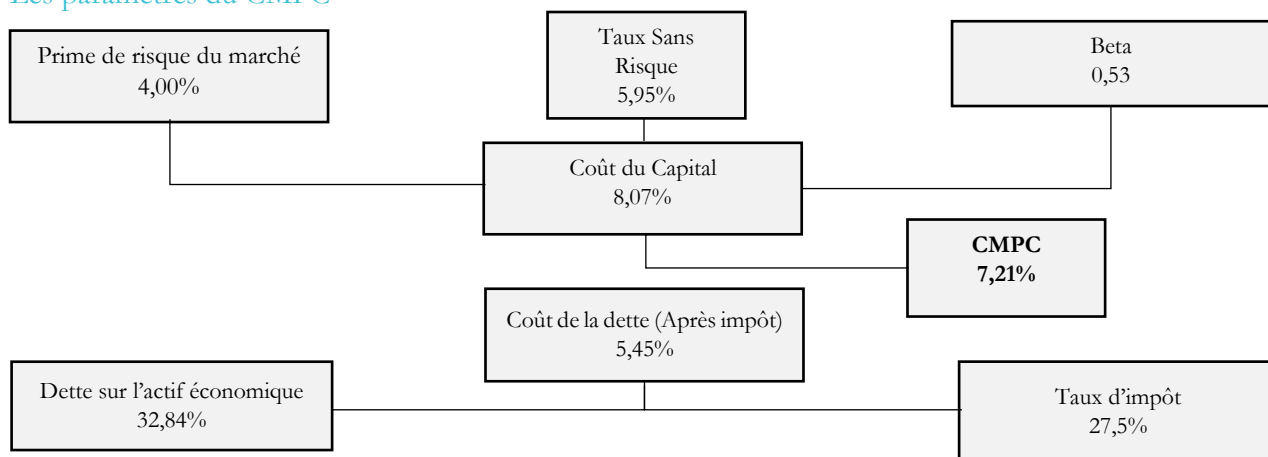 Les paramètres du CMPC
Prime de risque du marché
4,00%
Taux Sans
Risque
5,95%
Beta
0,53
Coût du Capital
8,07%
CMPC
7,21%
Coût de la dette (Après impôt)
5,45%
Dette sur l’actif économique
32,84%
Taux d’impôt
27,5%